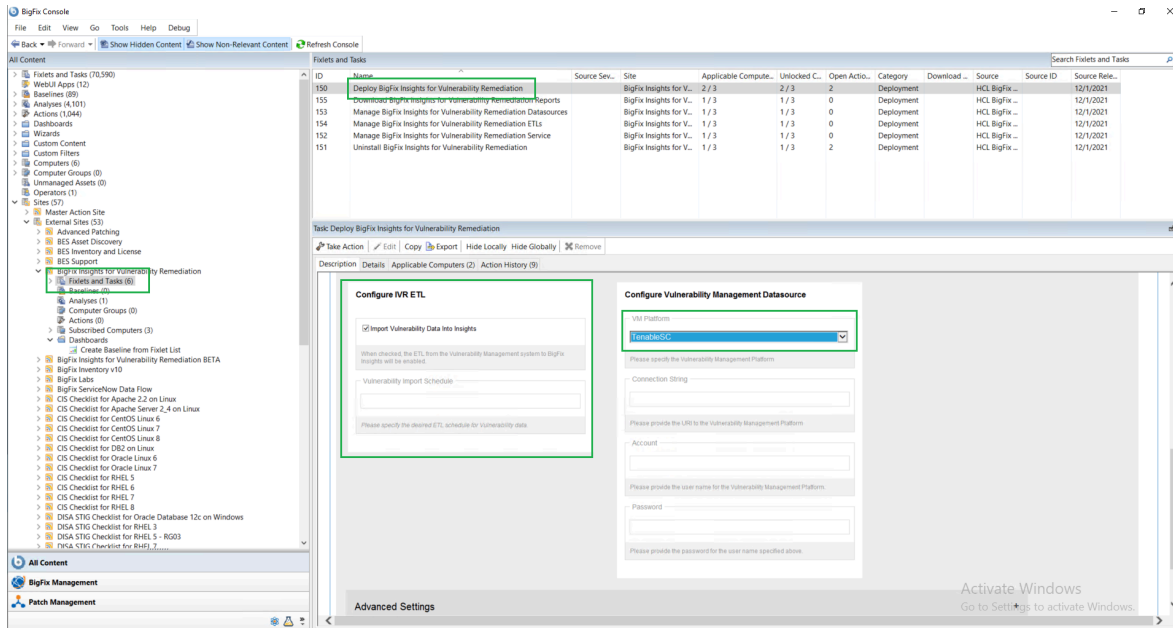 BigFix Console
File Edit View Go Tools Help Debug
Back Forward Show Hidden Content Show Non-Relevant Content Refresh Console
All Content
Fixlets and Tasks (70,590)
WebUI Apps (12)
Baselines (89)
Analyses (4,101)
Actions (1,044)
Dashboards
Wizards
Custom Content
Custom Filters
Computers (6)
Computer Groups (0)
Unmanaged Assets (0)
Operators (1)
Sites (57)
Master Action Site
External Sites (53)
Advanced Patching
BES Asset Discovery
BES Inventory and License
BES Support
BigFix Insights for Vulnerability Remediation
Fixlets and Tasks (6)
Baselines (0)
Analyses (1)
Computer Groups (0)
Actions (0)
Subscribed Computers (3)
Dashboards
Create Baseline from Fixlet List
BigFix Insights for Vulnerability Remediation BETA
BigFix Inventory v10
BigFix Labs
BigFix ServiceNow Data Flow
CIS Checklist for Apache 2.2 on Linux
CIS Checklist for Apache Server 2_4 on Linux
CIS Checklist for CentOS Linux 6
CIS Checklist for CentOS Linux 7
CIS Checklist for CentOS Linux 8
CIS Checklist for DB2 on Linux
CIS Checklist for Oracle Linux 6
CIS Checklist for Oracle Linux 7
CIS Checklist for RHEL 5
CIS Checklist for RHEL 6
CIS Checklist for RHEL 7
CIS Checklist for RHEL 8
DISA STIG Checklist for Oracle Database 12c on Windows
DISA STIG Checklist for RHEL 3
DISA STIG Checklist for RHEL 5 - RG03
DISA STIG Checklist for RHEL 7
All Content
BigFix Management
Patch Management
Fixlets and Tasks
Search Fixlets and Tasks
ID Name Source Sev... Site Applicable Compute... Unlocked C... Open Actio... Category Download ... Source Source ID Source Rele...
150 Deploy BigFix Insights for Vulnerability Remediation BigFix Insights for V... 2 / 3 2 / 3 2 Deployment HCL BigFix ... 12/1/2021
155 Download BigFix Insights for Vulnerability Remediation Reports BigFix Insights for V... 1 / 3 1 / 3 0 Deployment HCL BigFix ... 12/1/2021
153 Manage BigFix Insights for Vulnerability Remediation Datasources BigFix Insights for V... 1 / 3 1 / 3 0 Deployment HCL BigFix ... 12/1/2021
154 Manage BigFix Insights for Vulnerability Remediation ETLs BigFix Insights for V... 1 / 3 1 / 3 0 Deployment HCL BigFix ... 12/1/2021
152 Manage BigFix Insights for Vulnerability Remediation Service BigFix Insights for V... 1 / 3 1 / 3 0 Deployment HCL BigFix ... 12/1/2021
151 Uninstall BigFix Insights for Vulnerability Remediation BigFix Insights for V... 1 / 3 1 / 3 2 Deployment HCL BigFix ... 12/1/2021
Task: Deploy BigFix Insights for Vulnerability Remediation
Take Action Edit Copy Export Hide Locally Hide Globally Remove
Description Details Applicable Computers (2) Action History (9)
Configure IVR ETL
Import Vulnerability Data Into Insights
When checked, the ETL from the Vulnerability Management system to BigFix
Insights will be enabled.
Vulnerability Import Schedule
Please specify the desired ETL schedule for Vulnerability data.
Configure Vulnerability Management Datasource
VM Platform
TenableSC
Please specify the Vulnerability Management Platform
Connection String
Please provide the URI to the Vulnerability Management Platform
Account
Please provide the user name for the Vulnerability Management Platform.
Password
Please provide the password for the user name specified above.
Advanced Settings
Activate Windows
Go to Settings to activate Windows.